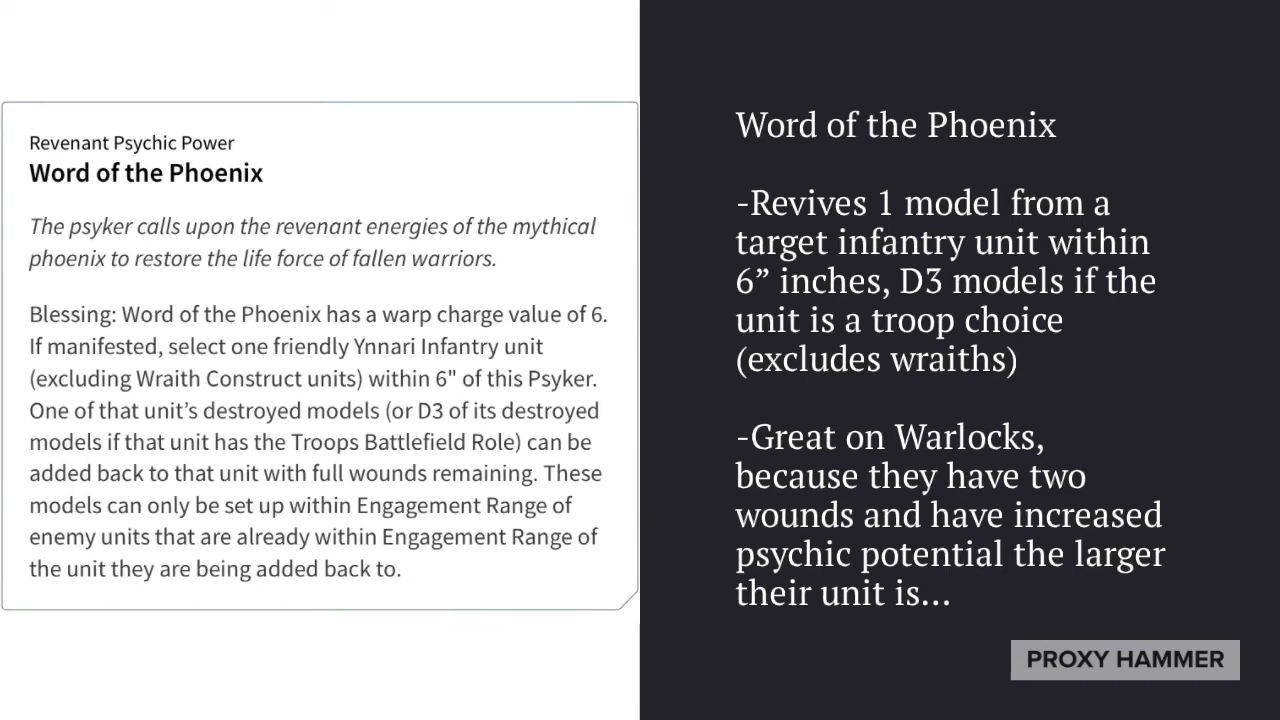 Revenant Psychic Power
Word of the Phoenix
The psyker calls upon the revenant energies of the mythical
phoenix to restore the life force of fallen warriors.
Blessing: Word of the Phoenix has a warp charge value of 6.
If manifested, select one friendly Ynnari Infantry unit
(excluding Wraith Construct units) within 6" of this Psyker.
One of that unit’s destroyed models (or D3 of its destroyed
models if that unit has the Troops Battlefield Role) can be
added back to that unit with full wounds remaining. These
models can only be set up within Engagement Range of
enemy units that are already within Engagement Range of
the unit they are being added back to.
Word of the Phoenix
-Revives 1 model from a
target infantry unit within
6” inches, D3 models if the
unit is a troop choice
(excludes wraiths)
-Great on Warlocks,
because they have two
wounds and have increased
psychic potential the larger
their unit is...
PROXY HAMMER